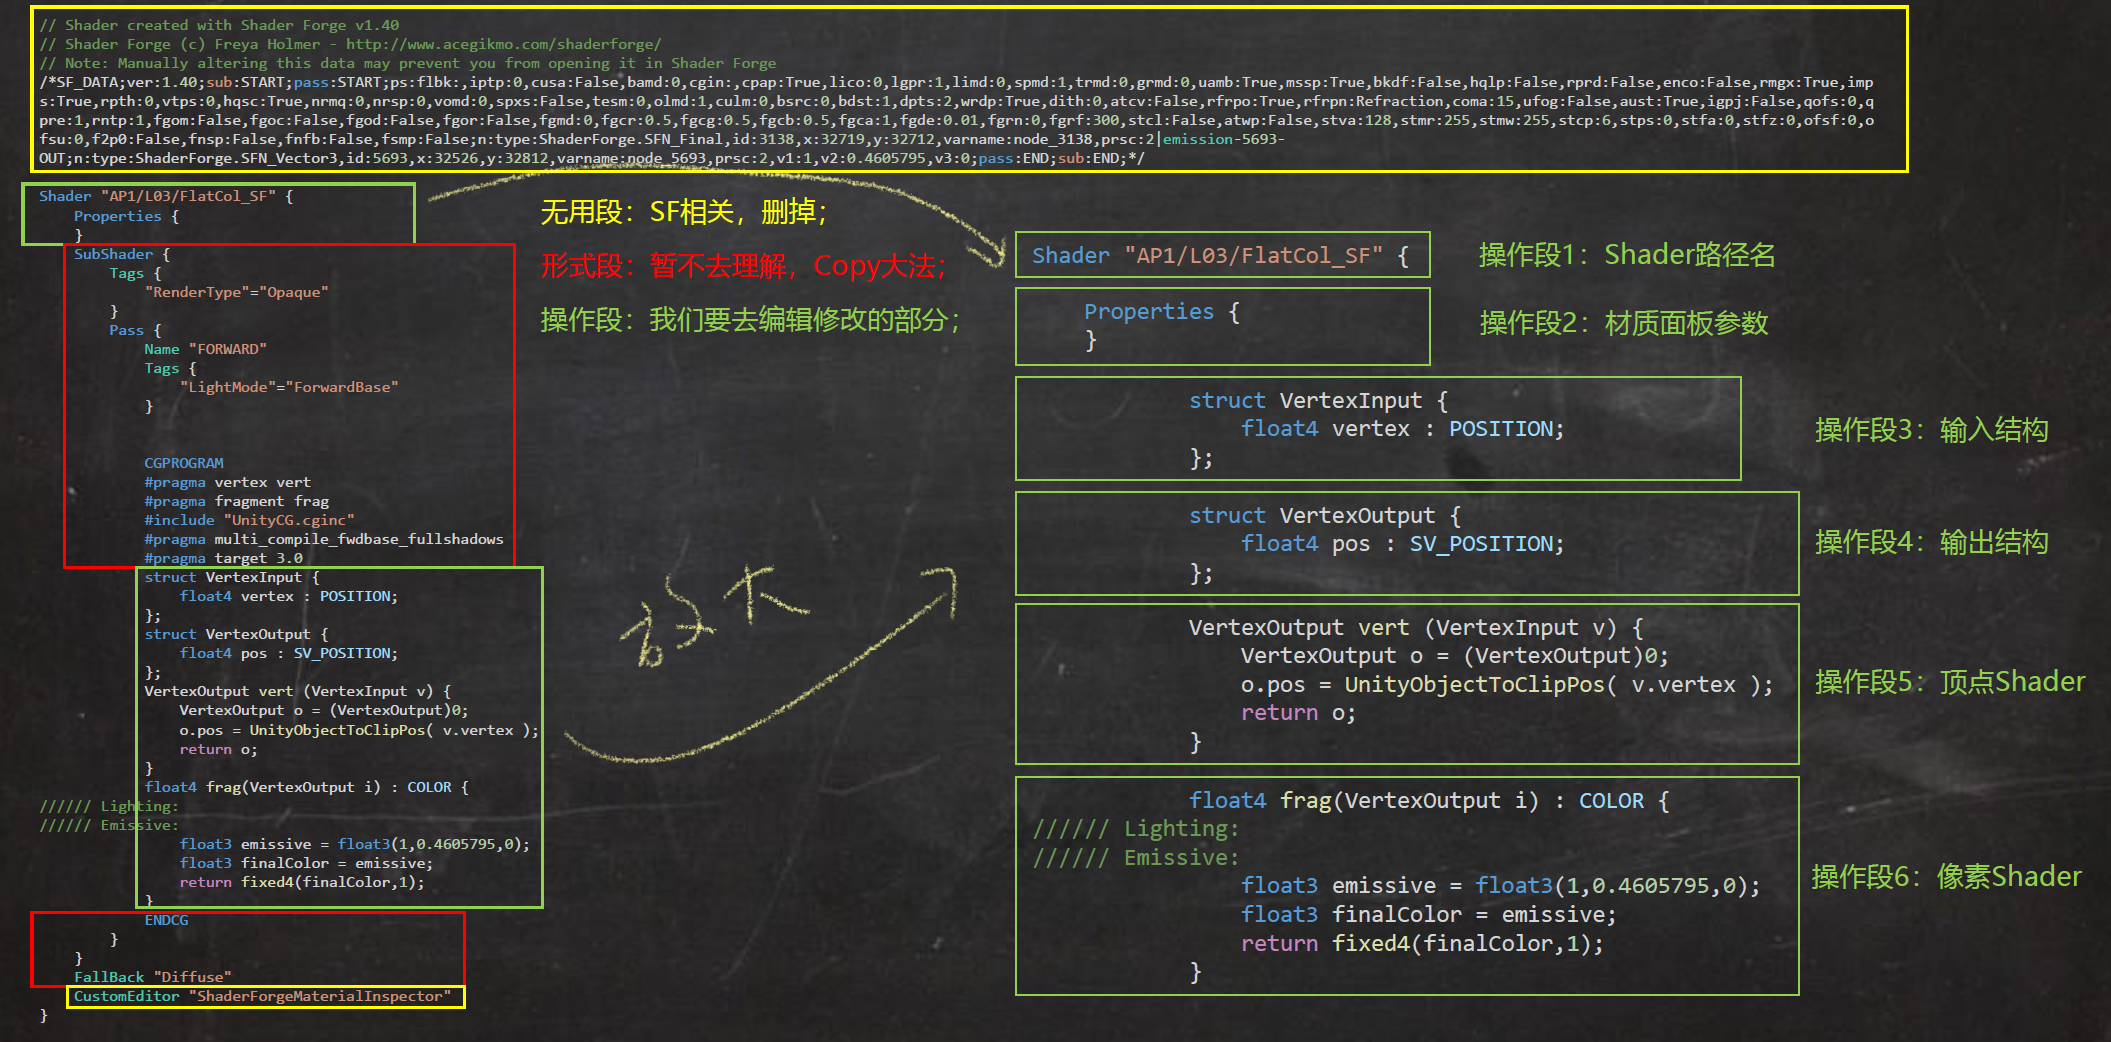 // Shader created with Shader Forge v1.40
// Shader Forge (c) Freya Holmer - http://www.acegikmo.com/shaderforge/
// Note: Manually altering this data may prevent you from opening it in Shader Forge
/*SF_DATA;ver:1.40;sub:START;pass:START;ps:flbk:,iptp:0,cusa:False,bamd:0,cgin:,cpap:True,lico:0,lgpr:1,limd:0,spmd:1,trmd:0,grmd:0,uamb:True,mssp:True,bkdf:False,hqlp:False,rprd:False,enco:False,rmgx:True,imp
s:True,rpth:0,vtps:0,hqsc:True,nrmq:0,nrsp:0,vomd:0,spxs:False,tesm:0,olmd:1,culm:0,bsrc:0,bdst:1,dpts:2,wrdp:True,dith:0,atcv:False,rfrpo:True,rfrpn:Refraction,coma:15,ufog:False,aust:True,igpj:False,qofs:0,q
pre:1,rntp:1,fgom:False,fgoc:False,fgod:False,fgor:False,fgmd:0,fgcr:0.5,fgcg:0.5,fgcb:0.5,fgca:1,fgde:0.01,fgrn:0,fgrf:300,stcl:False,atwp:False,stva:128,stmr:255,stmw:255,stcp:6,stps:0,stfa:0,stfz:0,ofsf:0,o
fsu:0,f2p0:False,fnsp:False,fnfb:False,fsmp:False;n:type:ShaderForge.SFN_Final,id:3138,x:32719,y:32712,varname:node_3138,prsc:2|emission-5693-
OUT;n:type:ShaderForge.SFN_Vector3,id:5693,x:32526,y:32812,varname:node_5693,prsc:2,v1:1,v2:0.4605795,v3:0;pass:END;sub:END;*/
Shader "AP1/L03/FlatCol_SF" {
Properties {
}
SubShader {
Tags {
"RenderType"="Opaque"
}
Pass {
Name "FORWARD"
Tags {
"LightMode"="ForwardBase"
}
CGPROGRAM
#pragma vertex vert
#pragma fragment frag
#include "UnityCG.cginc"
#pragma multi_compile_fwdbase_fullshadows
#pragma target 3.0
struct VertexInput {
float4 vertex : POSITION;
};
struct VertexOutput {
float4 pos : SV_POSITION;
};
VertexOutput vert (VertexInput v) {
VertexOutput o = (VertexOutput)0;
o.pos = UnityObjectToClipPos( v.vertex );
return o;
}
float4 frag(VertexOutput i) : COLOR {
////// Lighting:
////// Emissive:
float3 emissive = float3(1,0.4605795,0);
float3 finalColor = emissive;
return fixed4(finalColor,1);
}
ENDCG
}
}
FallBack "Diffuse"
CustomEditor "ShaderForgeMaterialInspector"
}
无用段：SF相关，删掉；
形式段：暂不去理解，Copy大法；
操作段：我们要去编辑修改的部分；
Shader "AP1/L03/FlatCol_SF" {
操作段1：Shader路径名
Properties {
}
操作段2：材质面板参数
struct VertexInput {
float4 vertex : POSITION;
};
操作段3：输入结构
struct VertexOutput {
float4 pos : SV_POSITION;
};
操作段4：输出结构
VertexOutput vert (VertexInput v) {
VertexOutput o = (VertexOutput)0;
o.pos = UnityObjectToClipPos( v.vertex );
return o;
}
操作段5：顶点Shader
float4 frag(VertexOutput i) : COLOR {
////// Lighting:
////// Emissive:
float3 emissive = float3(1,0.4605795,0);
float3 finalColor = emissive;
return fixed4(finalColor,1);
}
操作段6：像素Shader